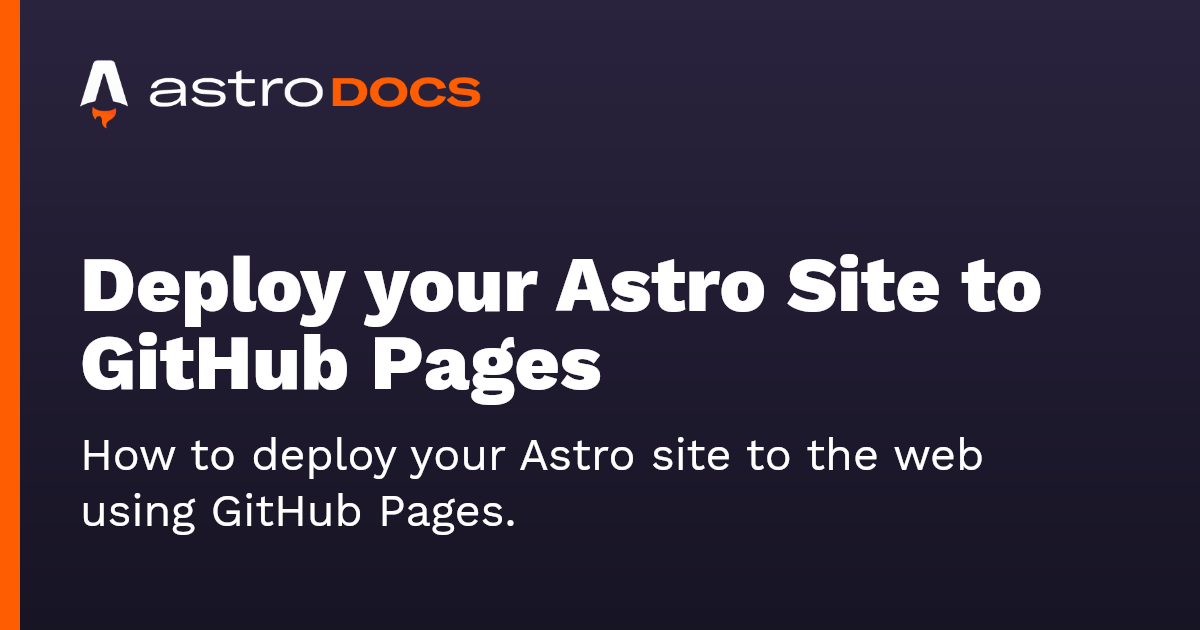 astro DOCS
Deploy your Astro Site to
GitHub Pages
How to deploy your Astro site to the web
using GitHub Pages.